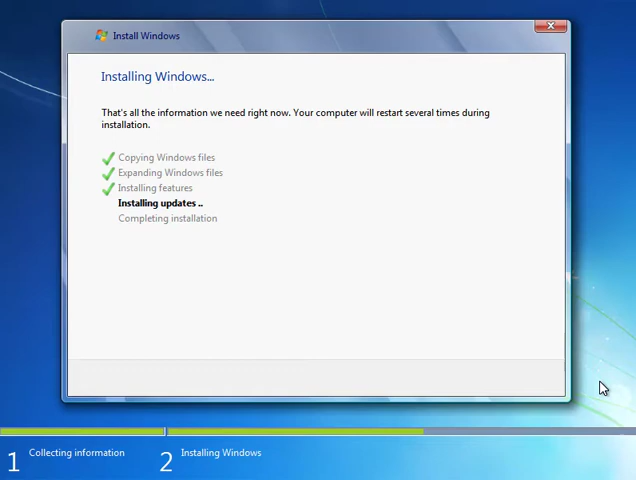 Install Windows
Installing Windows...
That's all the information we need right now. Your computer will restart several times during
installation.
Copying Windows files
Expanding Windows files
Installing features
Installing updates ..
Completing installation
1 Collecting information
2 Installing Windows